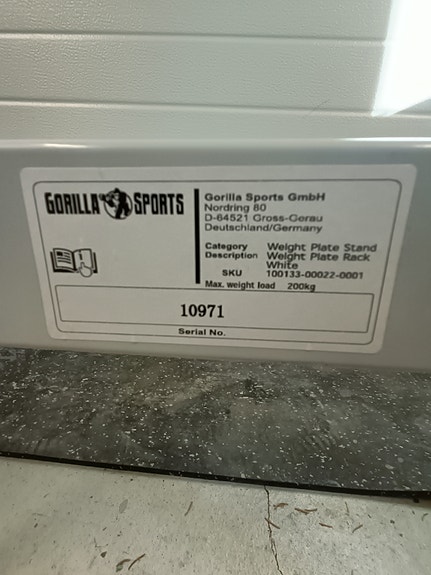 GORILLA SPORTS
Gorilla Sports GmbH
Nordring 80
D-64521 Gross-Gerau
Deutschland/Germany
Category Weight Plate Stand
Description Weight Plate Rack
White
SKU 100133-00022-0001
Max. weight load 200kg
10971
Serial No.